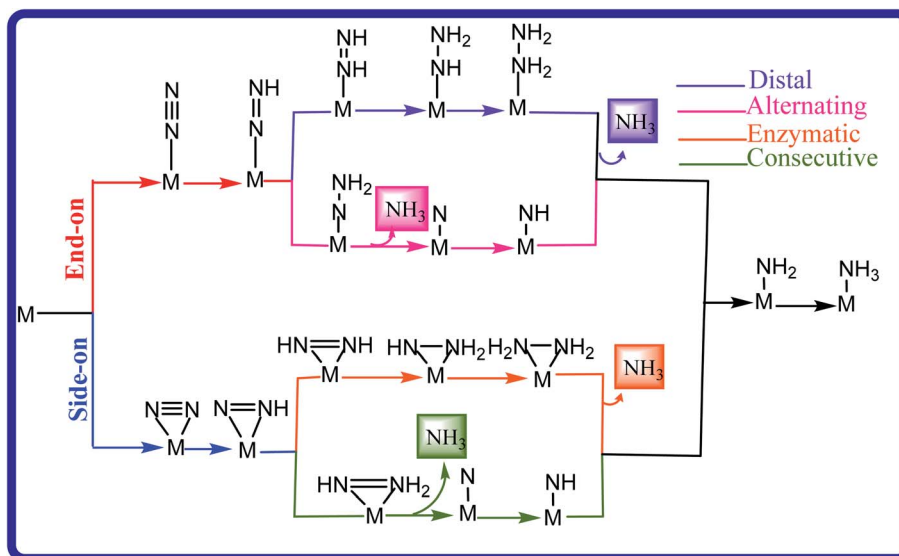 NH
NH
M
NH₂
NH
M
NH₂
NH₂
M
Distal
Alternating
Enzymatic
Consecutive
NH₃
N
N
M
NH
N
M
End-on
NH₂
N
M
NH₃
N
M
NH
M
NH₂
M
NH₃
M
M
Side-on
N N
M
N NH
M
HN NH
M
HN NH₂
M
H₂N NH₂
M
NH₃
NH₃
HN NH₂
M
N
M
NH
M